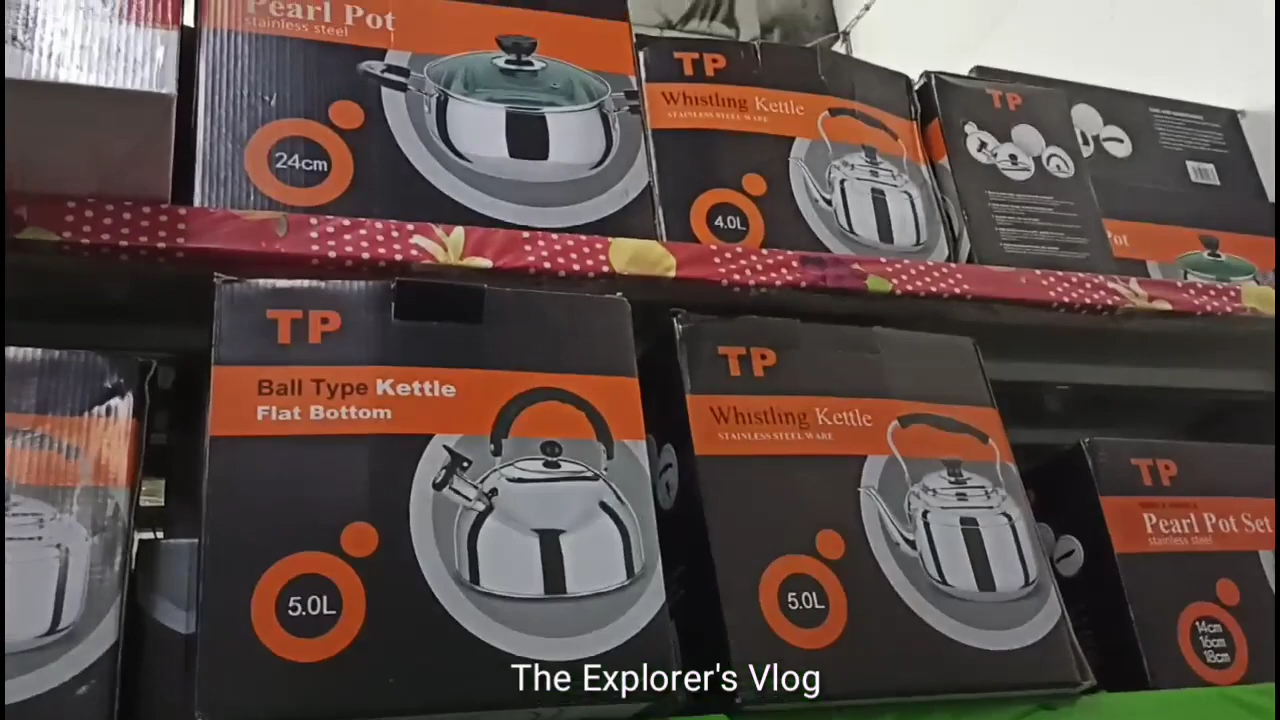 Pearl Pot
stainless steel
24cm
TP
Whistling Kettle
STAINLESS STEEL WARE
4.0L
TP
Pot
TP
Ball Type Kettle
Flat Bottom
5.0L
TP
Whistling Kettle
STAINLESS STEEL WARE
5.0L
TP
Pearl Pot Set
stainless steel
14cm
16cm
18cm
The Explorer's Vlog